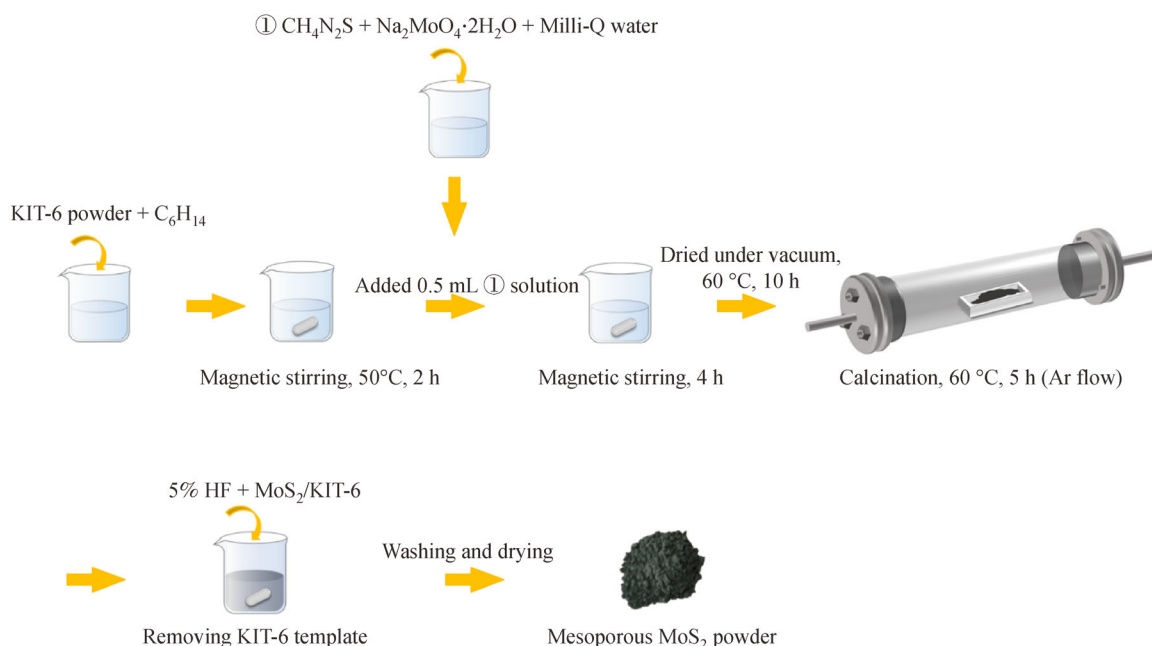 ① CH₄N₂S + Na₂MoO₄·2H₂O + Milli-Q water
KIT-6 powder + C₆H₁₄
Added 0.5 mL ① solution
Dried under vacuum,
60 °C, 10 h
Magnetic stirring, 50°C, 2 h
Magnetic stirring, 4 h
Calcination, 60 °C, 5 h (Ar flow)
5% HF + MoS₂/KIT-6
Washing and drying
Removing KIT-6 template
Mesoporous MoS₂ powder